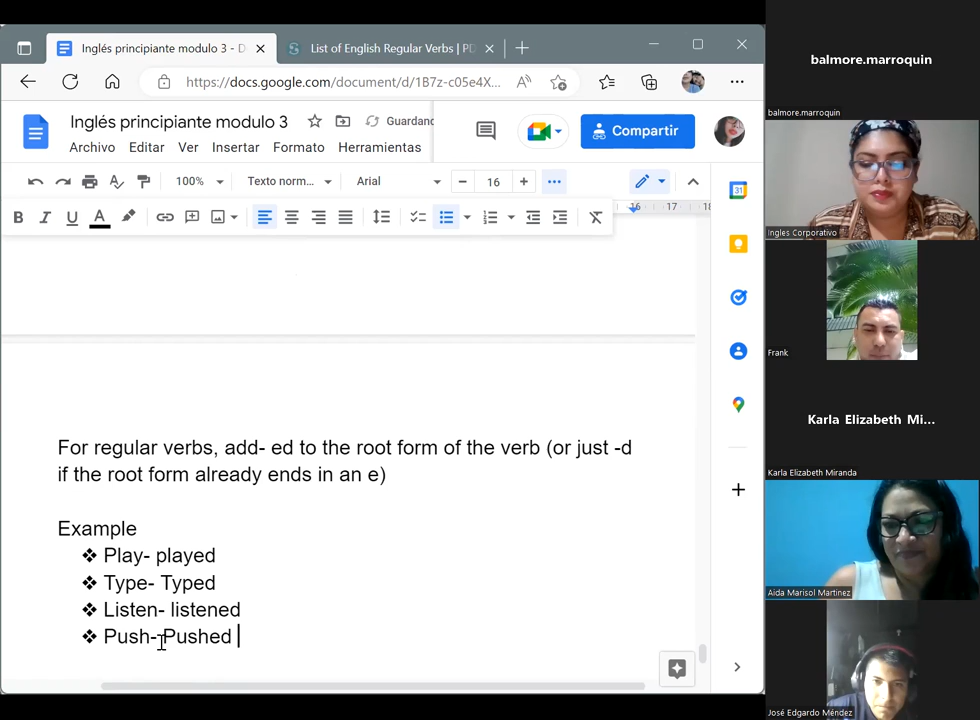 Inglés principiante modulo 3 - D
List of English Regular Verbs | PD
https://docs.google.com/document/d/1B7z-c05e4X...
Inglés principiante modulo 3
Guardand
Compartir
Archivo Editar Ver Insertar Formato Herramientas
100% Texto norm... Arial 16
B I U A
16 17 18
31
For regular verbs, add- ed to the root form of the verb (or just -d
if the root form already ends in an e)
Example
❖ Play- played
❖ Type- Typed
❖ Listen- listened
❖ Push- Pushed
balmore.marroquin
balmore.marroquin
Ingles Corporativo
Frank
Karla Elizabeth Mi...
Karla Elizabeth Miranda
Aida Marisol Martinez
José Edgardo Méndez